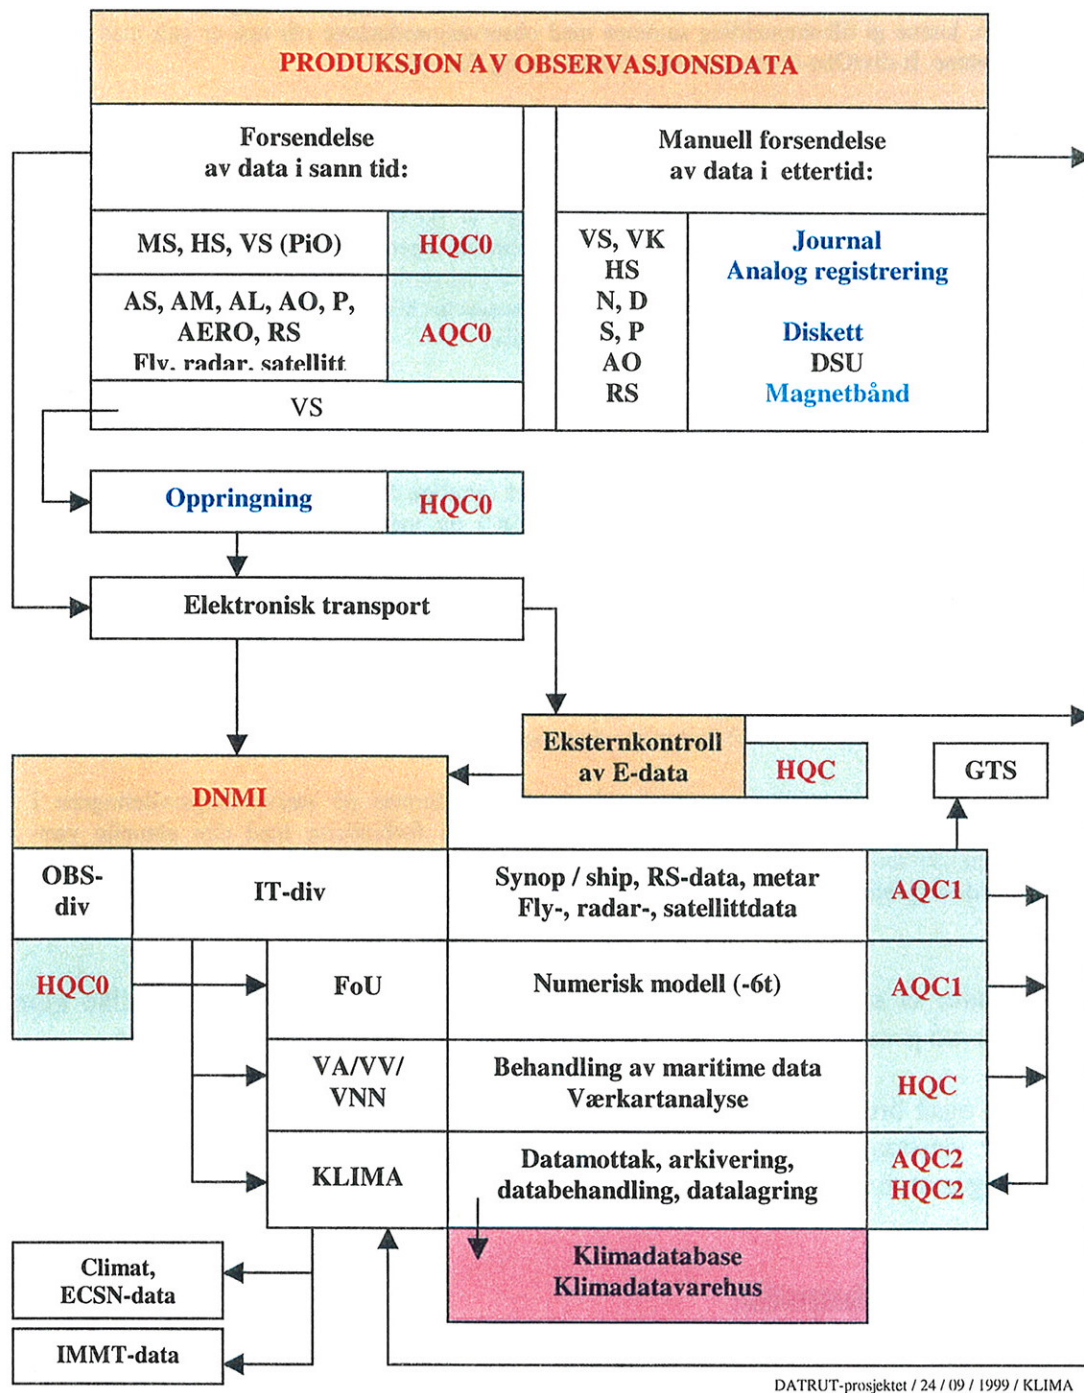 PRODUKSJON AV OBSERVASJONSDATA
Forsendelse
av data i sann tid:
Manuell forsendelse
av data i ettertid:
MS, HS, VS (PiO)
HQC0
AS, AM, AL, AO, P,
AERO, RS
Fly, radar, satellitt
AQC0
VS
VS, VK
HS
N, D
S, P
AO
RS
Journal
Analog registrering
Diskett
DSU
Magnetbånd
Oppringning
HQC0
Elektronisk transport
Eksternkontroll
av E-data
HQC
GTS
DNMI
OBS-
div
IT-div
Synop / ship, RS-data, metar
Fly-, radar-, satellittdata
AQC1
HQC0
FoU
Numerisk modell (-6t)
AQC1
VA/VV/
VNN
Behandling av maritime data
Værkartanalyse
HQC
KLIMA
Datamottak, arkivering,
databehandling, datalagring
AQC2
HQC2
Klimadatabase
Klimadatavarehus
Climat,
ECSN-data
IMMT-data
DATRUT-prosjektet / 24 / 09 / 1999 / KLIMA